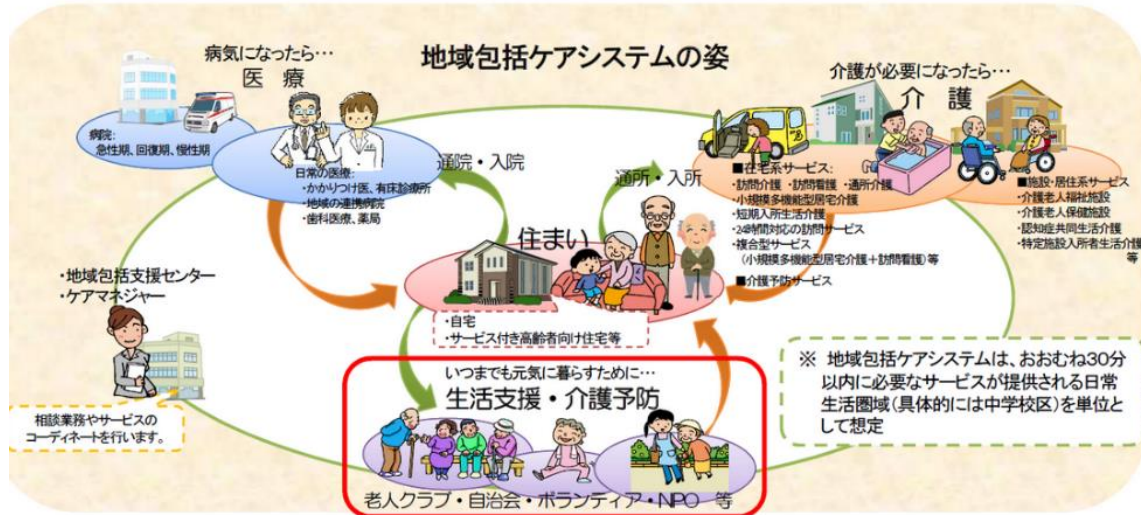 地域包括ケアシステムの姿
病気になったら…
医 療
病院:
急性期、回復期、慢性期
日常の医療:
・かかりつけ医、有床診療所
・地域の連携病院
・歯科医療、薬局
通院・入院
通所・入所
介護が必要になったら…
介 護
■在宅系サービス:
・訪問介護・訪問看護・通所介護
・小規模多機能型居宅介護
・短期入所生活介護
・24時間対応の訪問サービス
・複合型サービス
(小規模多機能型居宅介護+訪問看護)等
■介護予防サービス
■施設・居住系サービス
・介護老人福祉施設
・介護老人保健施設
・認知症共同生活介護
・特定施設入所者生活介護
等
住まい
・自宅
・サービス付き高齢者向け住宅等
・地域包括支援センター
・ケアマネジャー
相談業務やサービスの
コーディネートを行います。
いつまでも元気に暮らすために…
生活支援・介護予防
老人クラブ・自治会・ボランティア・NPO 等
※ 地域包括ケアシステムは、おおむね30分
以内に必要なサービスが提供される日常
生活圏域(具体的には中学校区)を単位と
して想定